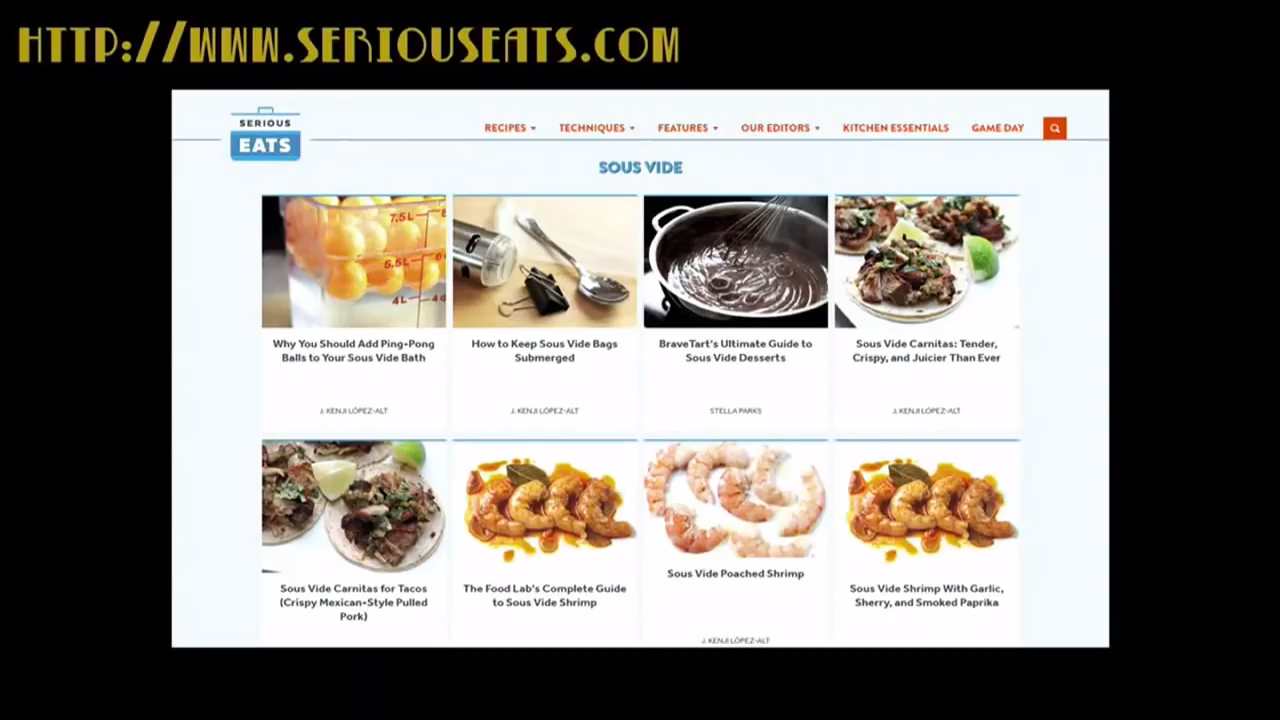 HTTP://WWW.SERIOUSEATS.COM
SERIOUS
EATS
RECIPES
TECHNIQUES
FEATURES
OUR EDITORS
KITCHEN ESSENTIALS
GAME DAY
SOUS VIDE
7.5L
5.5L
4L
Why You Should Add Ping-Pong
Balls to Your Sous Vide Bath
J. KENJI LÓPEZ-ALT
How to Keep Sous Vide Bags
Submerged
J. KENJI LÓPEZ-ALT
BraveTart's Ultimate Guide to
Sous Vide Desserts
STELLA PARKS
Sous Vide Carnitas: Tender,
Crispy, and Juicier Than Ever
J. KENJI LÓPEZ-ALT
Sous Vide Carnitas for Tacos
(Crispy Mexican-Style Pulled
Pork)
The Food Lab's Complete Guide
to Sous Vide Shrimp
Sous Vide Poached Shrimp
J. KENJI LÓPEZ-ALT
Sous Vide Shrimp With Garlic,
Sherry, and Smoked Paprika